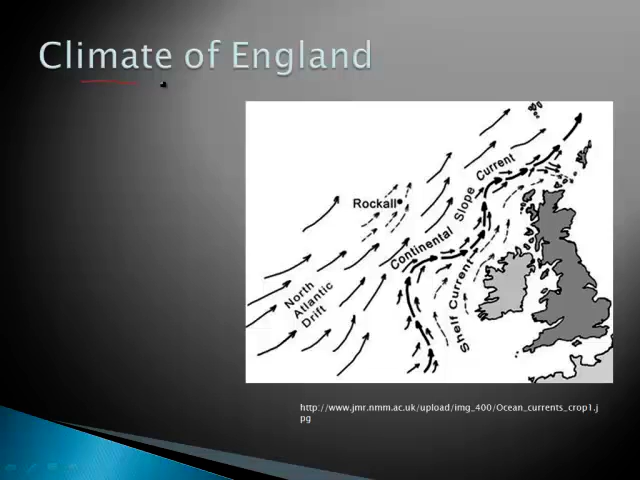 Climate of England
Rockall
Continental Slope Current
North
Atlantic
Drift
Shelf Current
http://www.jmr.nmm.ac.uk/upload/img_400/Ocean_currents_crop1.j
pg